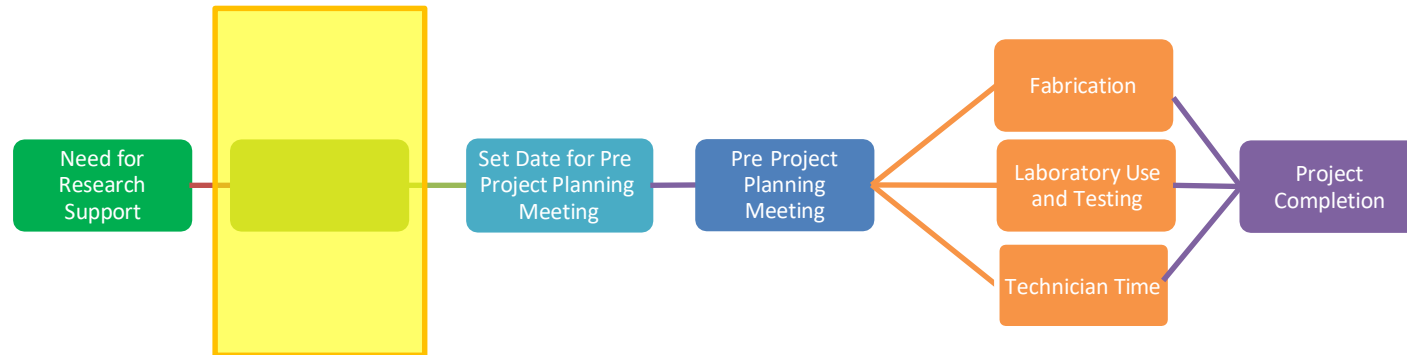 Need for
Research
Support
Set Date for Pre
Project Planning
Meeting
Pre Project
Planning
Meeting
Fabrication
Laboratory Use
and Testing
Technician Time
Project
Completion